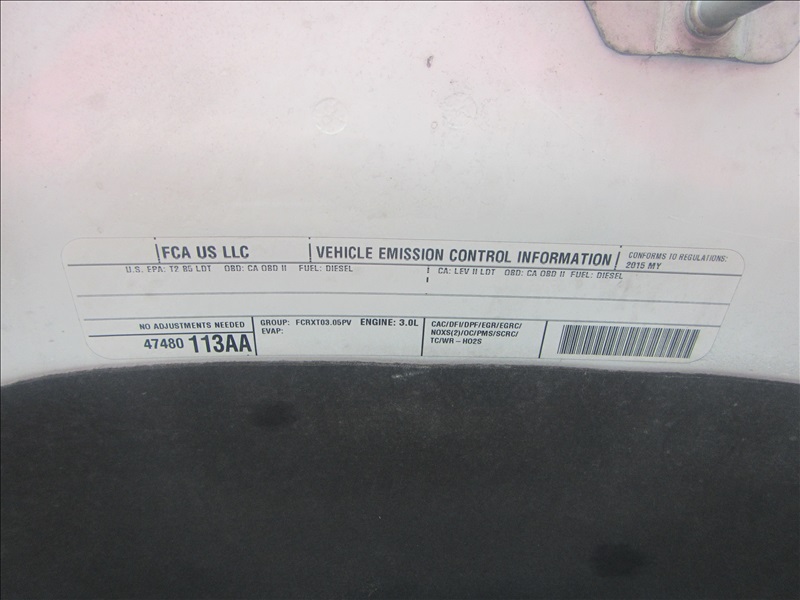 FCA US LLC
VEHICLE EMISSION CONTROL INFORMATION
CONFORMS TO REGULATIONS:
2015 MY
U.S. EPA: T2 B5 LDT OBD: CA OBD II FUEL: DIESEL
CA: LEV II LDT OBD: CA OBD II FUEL: DIESEL
NO ADJUSTMENTS NEEDED
47480 113AA
GROUP: FCRXT03.05PV ENGINE: 3.0L
EVAP:
CAC/DFI/DPF/EGR/EGRC/
NOXS(2)/OC/PMS/SCRC/
TC/WR-HO2S